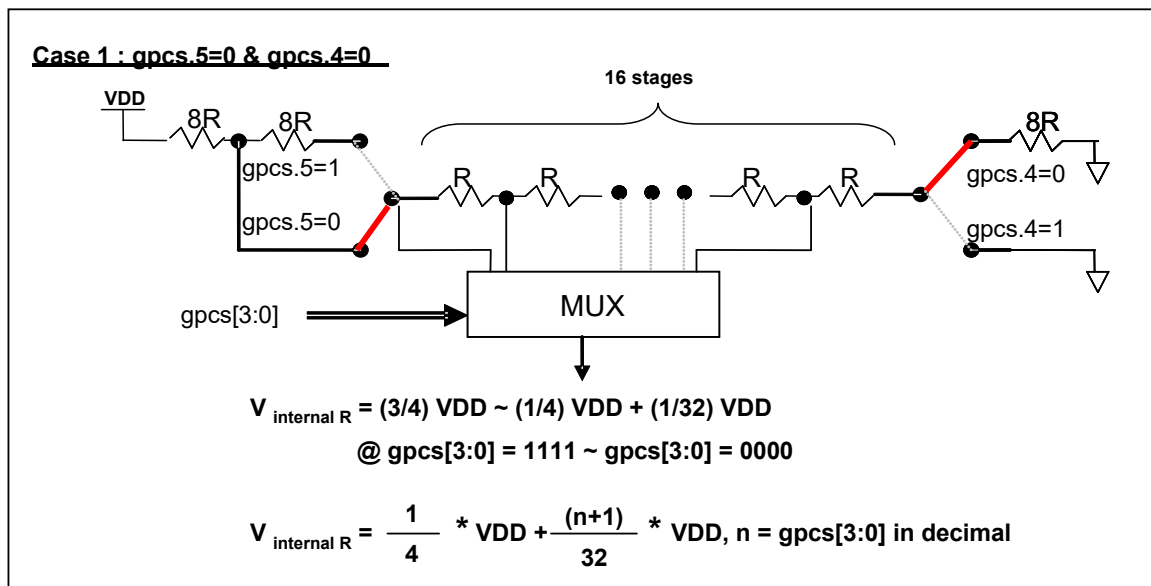 Case 1 : gpcs.5=0 & gpcs.4=0
16 stages
VDD
8R
8R
8R
gpcs.5=1
R
R
R
R
gpcs.4=0
gpcs.5=0
gpcs.4=1
gpcs[3:0]
MUX
V internal R = (3/4) VDD ~ (1/4) VDD + (1/32) VDD
@ gpcs[3:0] = 1111 ~ gpcs[3:0] = 0000
V internal R = 1/4 * VDD + (n+1)/32 * VDD, n = gpcs[3:0] in decimal